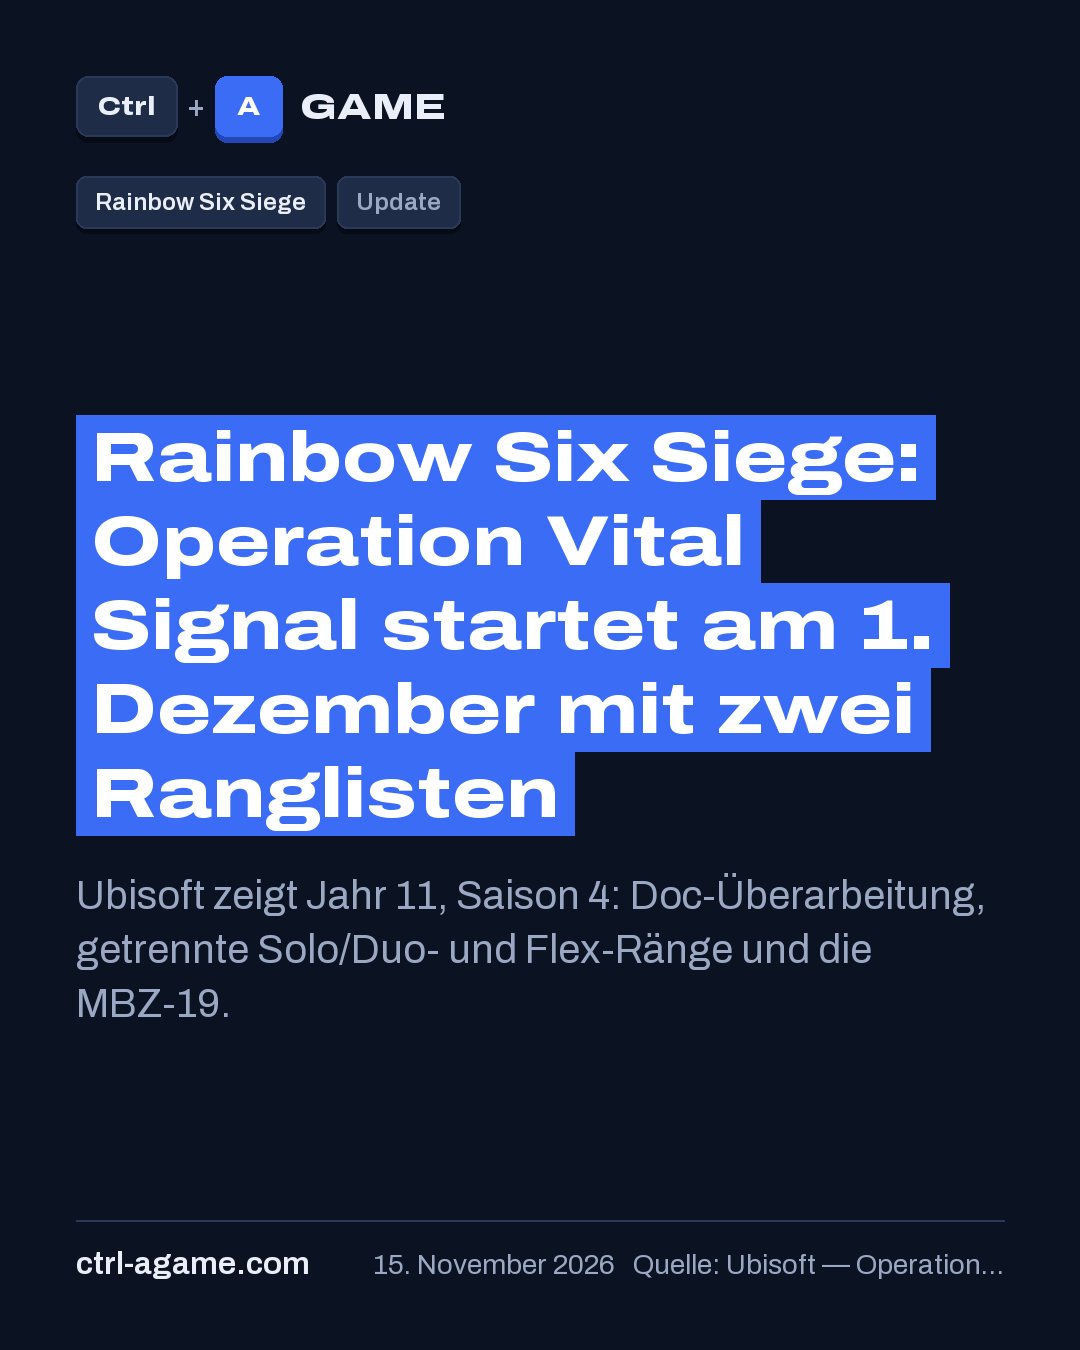 Ctrl + A GAME
Rainbow Six Siege Update
Rainbow Six Siege:
Operation Vital
Signal startet am 1.
Dezember mit zwei
Ranglisten
Ubisoft zeigt Jahr 11, Saison 4: Doc-Überarbeitung,
getrennte Solo/Duo- und Flex-Ränge und die
MBZ-19.
ctrl-agame.com 15. November 2026 Quelle: Ubisoft — Operation…